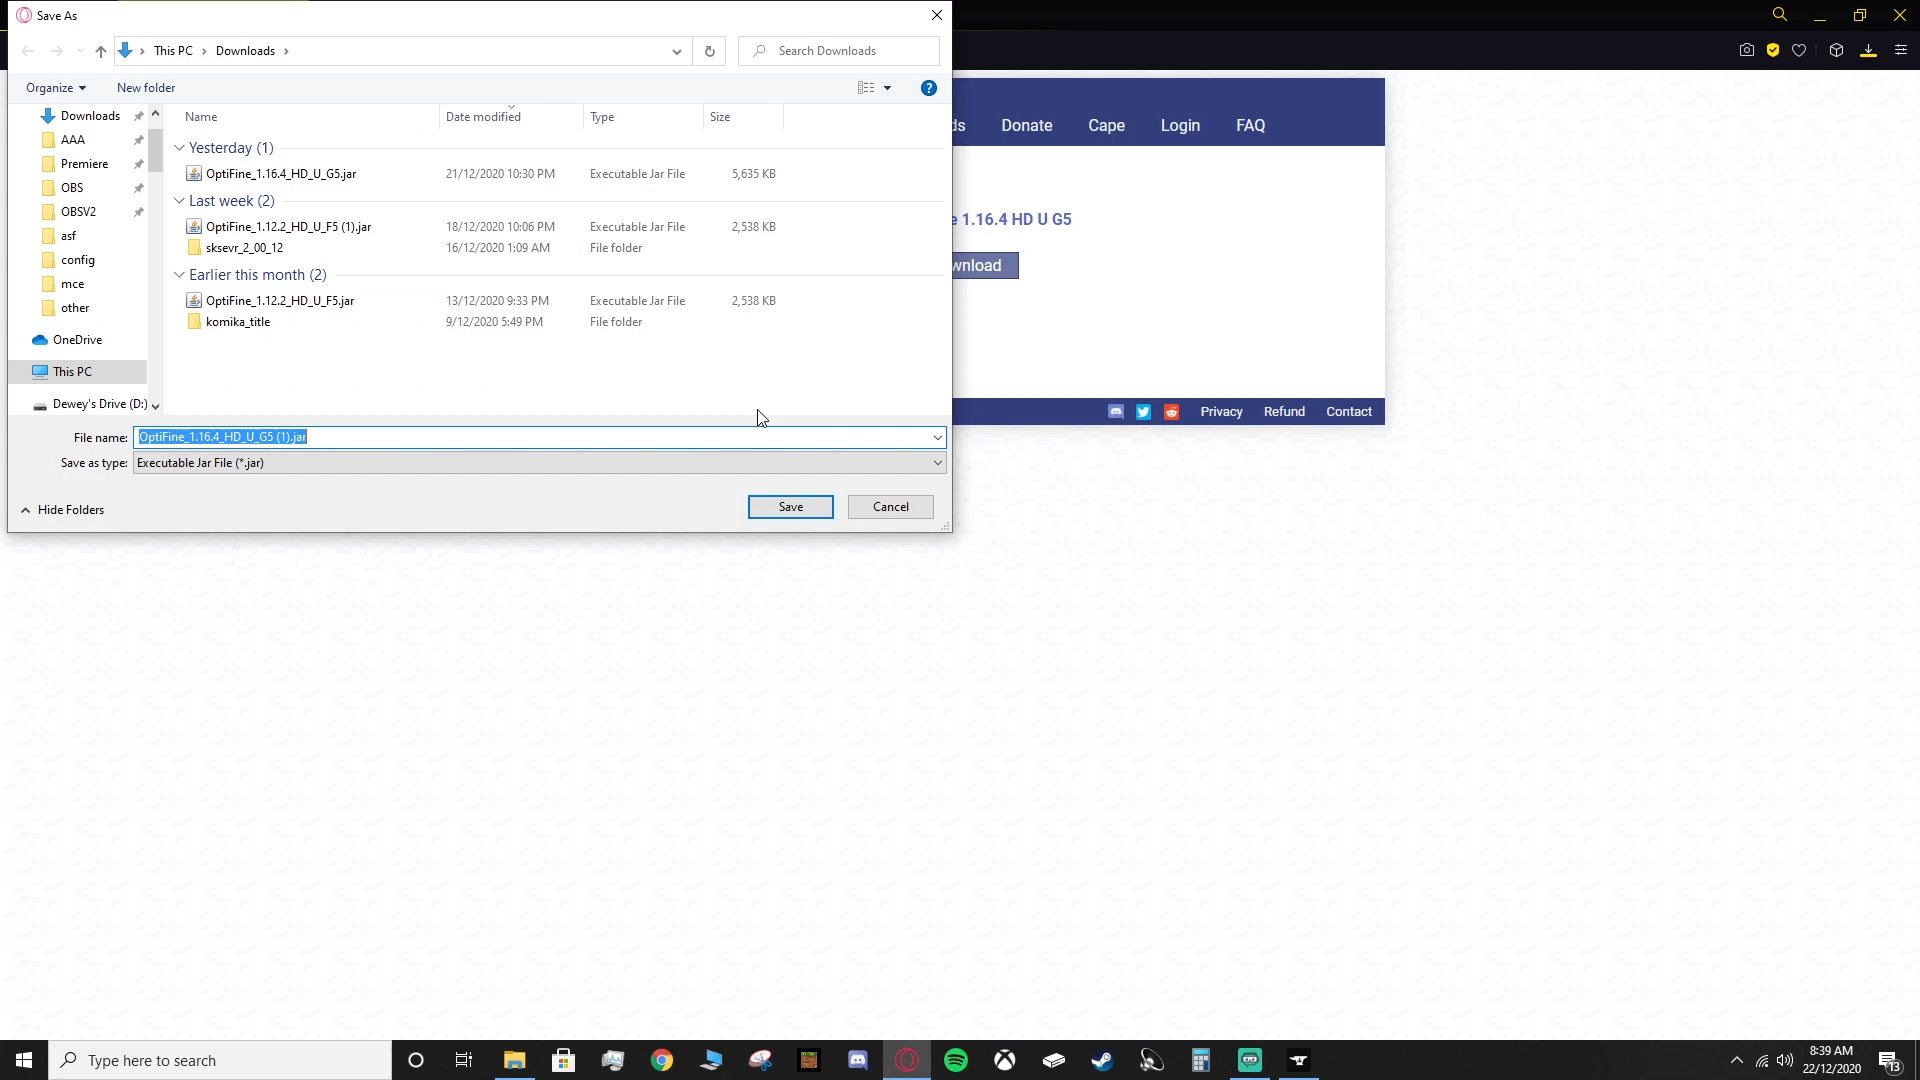 Save As
This PC
Downloads
Search Downloads
Organize
New folder
Name
Date modified
Type
Size
Downloads
AAA
Premiere
OBS
OBSV2
asf
config
mce
other
OneDrive
This PC
Dewey's Drive (D:)
Yesterday (1)
OptiFine_1.16.4_HD_U_G5.jar 21/12/2020 10:30 PM Executable Jar File 5,635 KB
Last week (2)
OptiFine_1.12.2_HD_U_F5 (1).jar 18/12/2020 10:06 PM Executable Jar File 2,538 KB
sksevr_2_00_12 16/12/2020 1:09 AM File folder
Earlier this month (2)
OptiFine_1.12.2_HD_U_F5.jar 13/12/2020 9:33 PM Executable Jar File 2,538 KB
komika_title 9/12/2020 5:49 PM File folder
File name: OptiFine_1.16.4_HD_U_G5 (1).jar
Save as type: Executable Jar File (*.jar)
Hide Folders
Save
Cancel
ds Donate Cape Login FAQ
e 1.16.4 HD U G5
wnload
Privacy Refund Contact
Type here to search
8:39 AM
22/12/2020
13